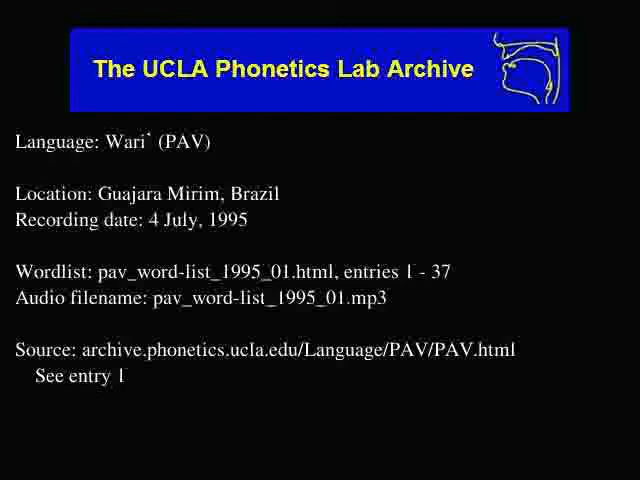 The UCLA Phonetics Lab Archive
Language: Wari` (PAV)
Location: Guajara Mirim, Brazil
Recording date: 4 July, 1995
Wordlist: pav_word-list_1995_01.html, entries 1 - 37
Audio filename: pav_word-list_1995_01.mp3
Source: archive.phonetics.ucla.edu/Language/PAV/PAV.html
See entry 1